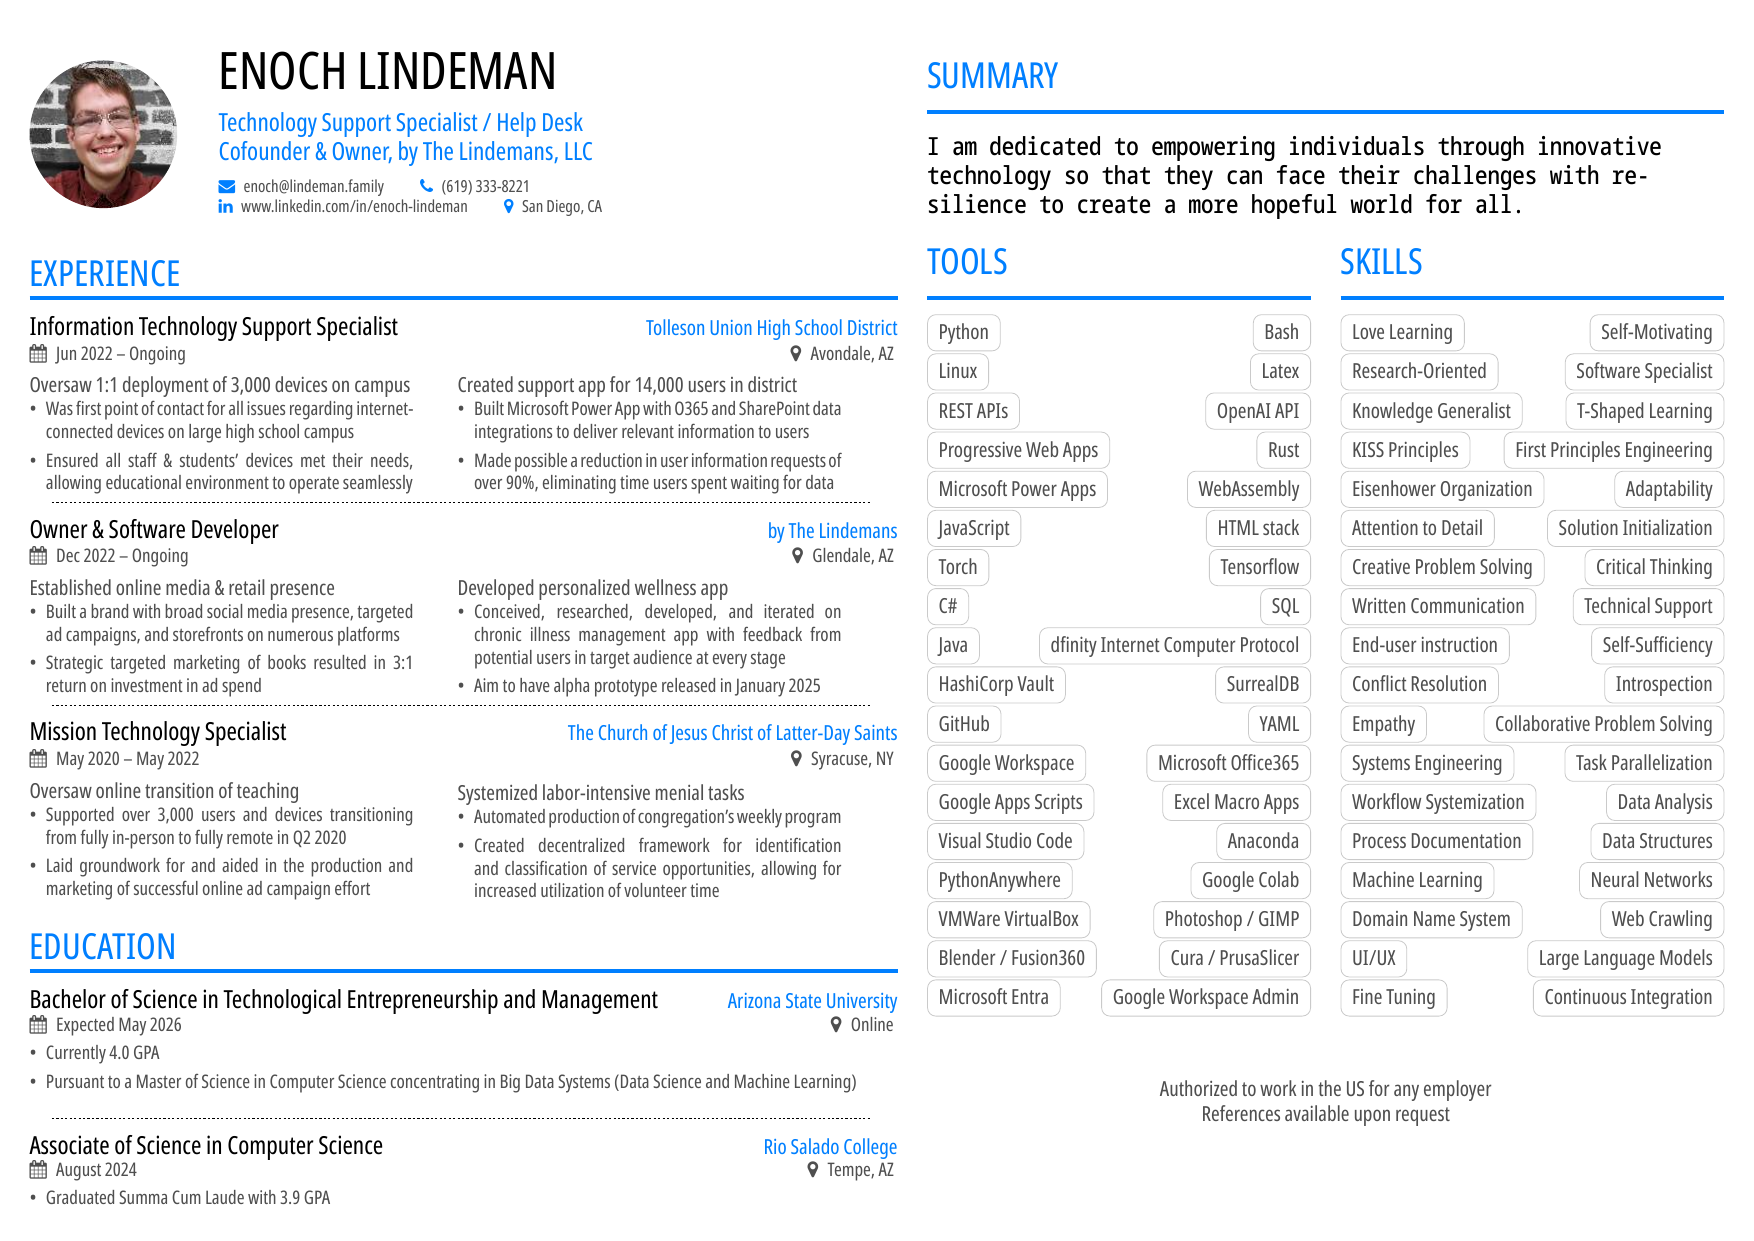 ENOCH LINDEMAN
Technology Support Specialist / Help Desk
Cofounder & Owner, by The Lindemans, LLC
enoch@lindeman.family (619) 333-8221
www.linkedin.com/in/enoch-lindeman San Diego, CA
EXPERIENCE
Information Technology Support Specialist Tolleson Union High School District
Jun 2022 – Ongoing Avondale, AZ
Oversaw 1:1 deployment of 3,000 devices on campus
• Was first point of contact for all issues regarding internet-
connected devices on large high school campus
• Ensured all staff & students’ devices met their needs,
allowing educational environment to operate seamlessly
Created support app for 14,000 users in district
• Built Microsoft Power App with O365 and SharePoint data
integrations to deliver relevant information to users
• Made possible a reduction in user information requests of
over 90%, eliminating time users spent waiting for data
Owner & Software Developer by The Lindemans
Dec 2022 – Ongoing Glendale, AZ
Established online media & retail presence
• Built a brand with broad social media presence, targeted
ad campaigns, and storefronts on numerous platforms
• Strategic targeted marketing of books resulted in 3:1
return on investment in ad spend
Developed personalized wellness app
• Conceived, researched, developed, and iterated on
chronic illness management app with feedback from
potential users in target audience at every stage
• Aim to have alpha prototype released in January 2025
Mission Technology Specialist The Church of Jesus Christ of Latter-Day Saints
May 2020 – May 2022 Syracuse, NY
Oversaw online transition of teaching
• Supported over 3,000 users and devices transitioning
from fully in-person to fully remote in Q2 2020
• Laid groundwork for and aided in the production and
marketing of successful online ad campaign effort
Systemized labor-intensive menial tasks
• Automated production of congregation’s weekly program
• Created decentralized framework for identification
and classification of service opportunities, allowing for
increased utilization of volunteer time
EDUCATION
Bachelor of Science in Technological Entrepreneurship and Management Arizona State University
Expected May 2026 Online
• Currently 4.0 GPA
• Pursuant to a Master of Science in Computer Science concentrating in Big Data Systems (Data Science and Machine Learning)
Associate of Science in Computer Science Rio Salado College
August 2024 Tempe, AZ
• Graduated Summa Cum Laude with 3.9 GPA
SUMMARY
I am dedicated to empowering individuals through innovative
technology so that they can face their challenges with re-
silience to create a more hopeful world for all.
TOOLS
Python Bash
Linux Latex
REST APIs OpenAI API
Progressive Web Apps Rust
Microsoft Power Apps WebAssembly
JavaScript HTML stack
Torch Tensorflow
C# SQL
Java dfinity Internet Computer Protocol
HashiCorp Vault SurrealDB
GitHub YAML
Google Workspace Microsoft Office365
Google Apps Scripts Excel Macro Apps
Visual Studio Code Anaconda
PythonAnywhere Google Colab
VMWare VirtualBox Photoshop / GIMP
Blender / Fusion360 Cura / PrusaSlicer
Microsoft Entra Google Workspace Admin
SKILLS
Love Learning Self-Motivating
Research-Oriented Software Specialist
Knowledge Generalist T-Shaped Learning
KISS Principles First Principles Engineering
Eisenhower Organization Adaptability
Attention to Detail Solution Initialization
Creative Problem Solving Critical Thinking
Written Communication Technical Support
End-user instruction Self-Sufficiency
Conflict Resolution Introspection
Empathy Collaborative Problem Solving
Systems Engineering Task Parallelization
Workflow Systemization Data Analysis
Process Documentation Data Structures
Machine Learning Neural Networks
Domain Name System Web Crawling
UI/UX Large Language Models
Fine Tuning Continuous Integration
Authorized to work in the US for any employer
References available upon request